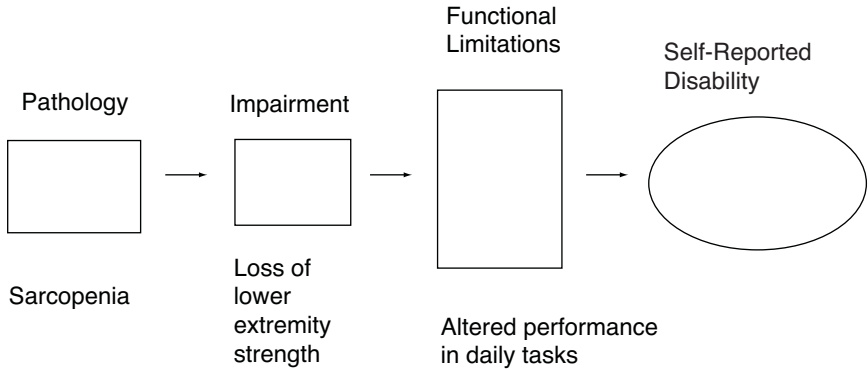 Pathology
Impairment
Functional
Limitations
Self-Reported
Disability
Sarcopenia
Loss of
lower
extremity
strength
Altered performance
in daily tasks